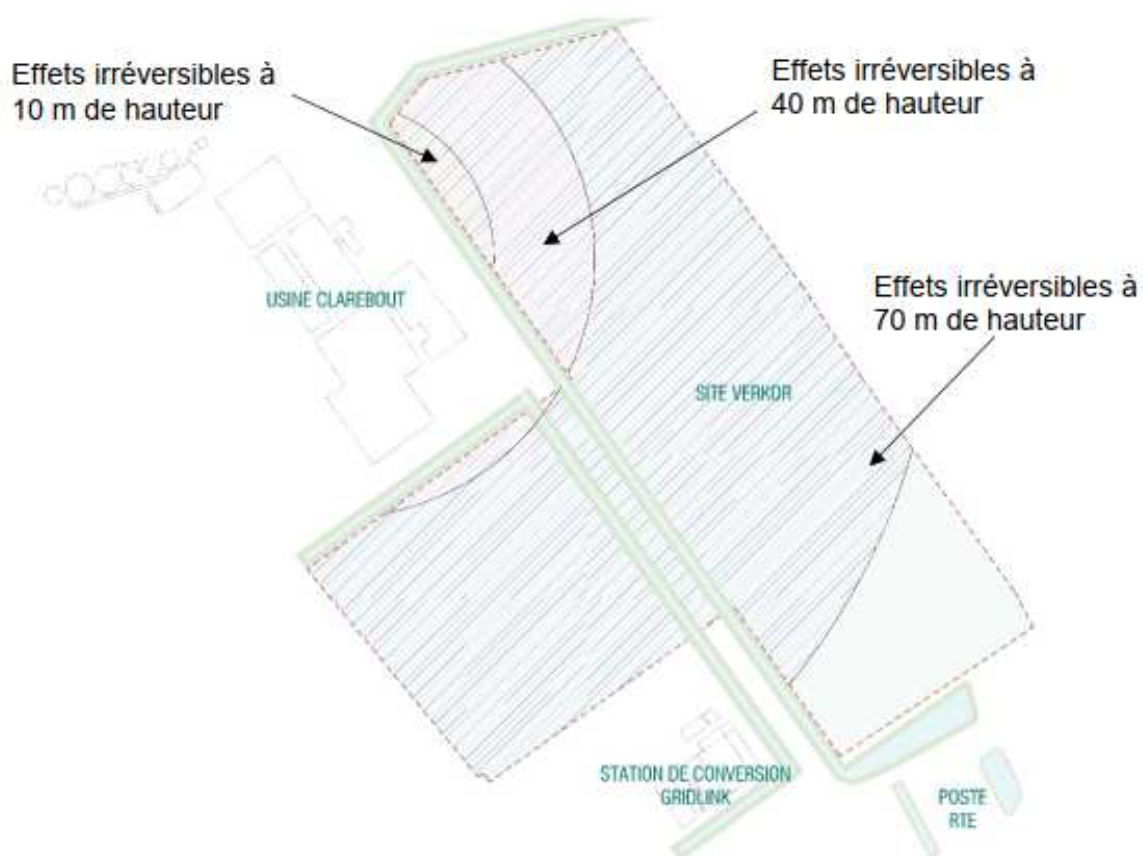 Effets irréversibles à
10 m de hauteur
Effets irréversibles à
40 m de hauteur
Effets irréversibles à
70 m de hauteur
USINE CLAREBOUT
SITE VERKOR
STATION DE CONVERSION
GRIDLINK
POSTE
RTE